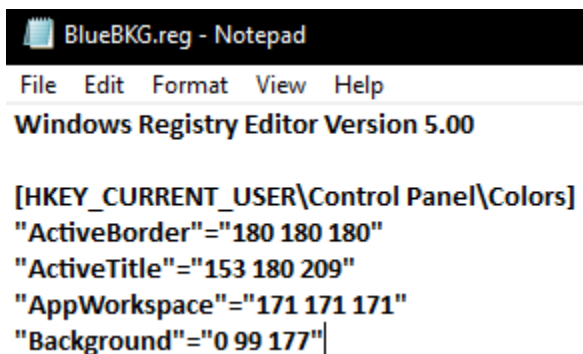 BlueBKG.reg - Notepad
File Edit Format View Help
Windows Registry Editor Version 5.00
[HKEY_CURRENT_USER\Control Panel\Colors]
"ActiveBorder"="180 180 180"
"ActiveTitle"="153 180 209"
"AppWorkspace"="171 171 171"
"Background"="0 99 177"